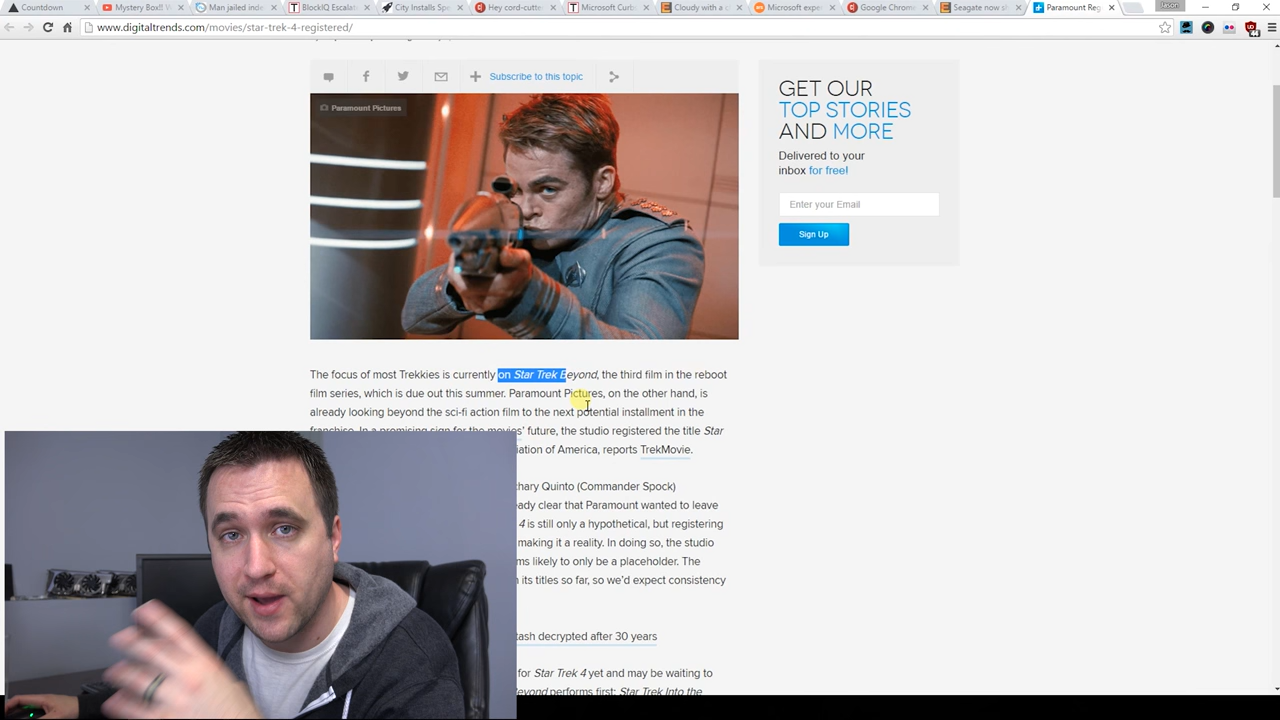 Countdown
Mystery Box!! W
Man jailed inde
BlockIQ Escalat
City Installs Spe
Hey cord-cutter
Microsoft Curb
Cloudy with a c
Microsoft exper
Google Chrome
Seagate now sh
Paramount Reg
Jason
www.digitaltrends.com/movies/star-trek-4-registered/
Subscribe to this topic
Paramount Pictures
GET OUR
TOP STORIES
AND MORE
Delivered to your
inbox for free!
Enter your Email
Sign Up
The focus of most Trekkies is currently on Star Trek Beyond, the third film in the reboot
film series, which is due out this summer. Paramount Pictures, on the other hand, is
already looking beyond the sci-fi action film to the next potential installment in the
franchise. In a promising sign for the movies' future, the studio registered the title Star
iation of America, reports TrekMovie.
chary Quinto (Commander Spock)
eady clear that Paramount wanted to leave
4 is still only a hypothetical, but registering
making it a reality. In doing so, the studio
ms likely to only be a placeholder. The
n its titles so far, so we'd expect consistency
tash decrypted after 30 years
for Star Trek 4 yet and may be waiting to
eyond performs first; Star Trek Into the